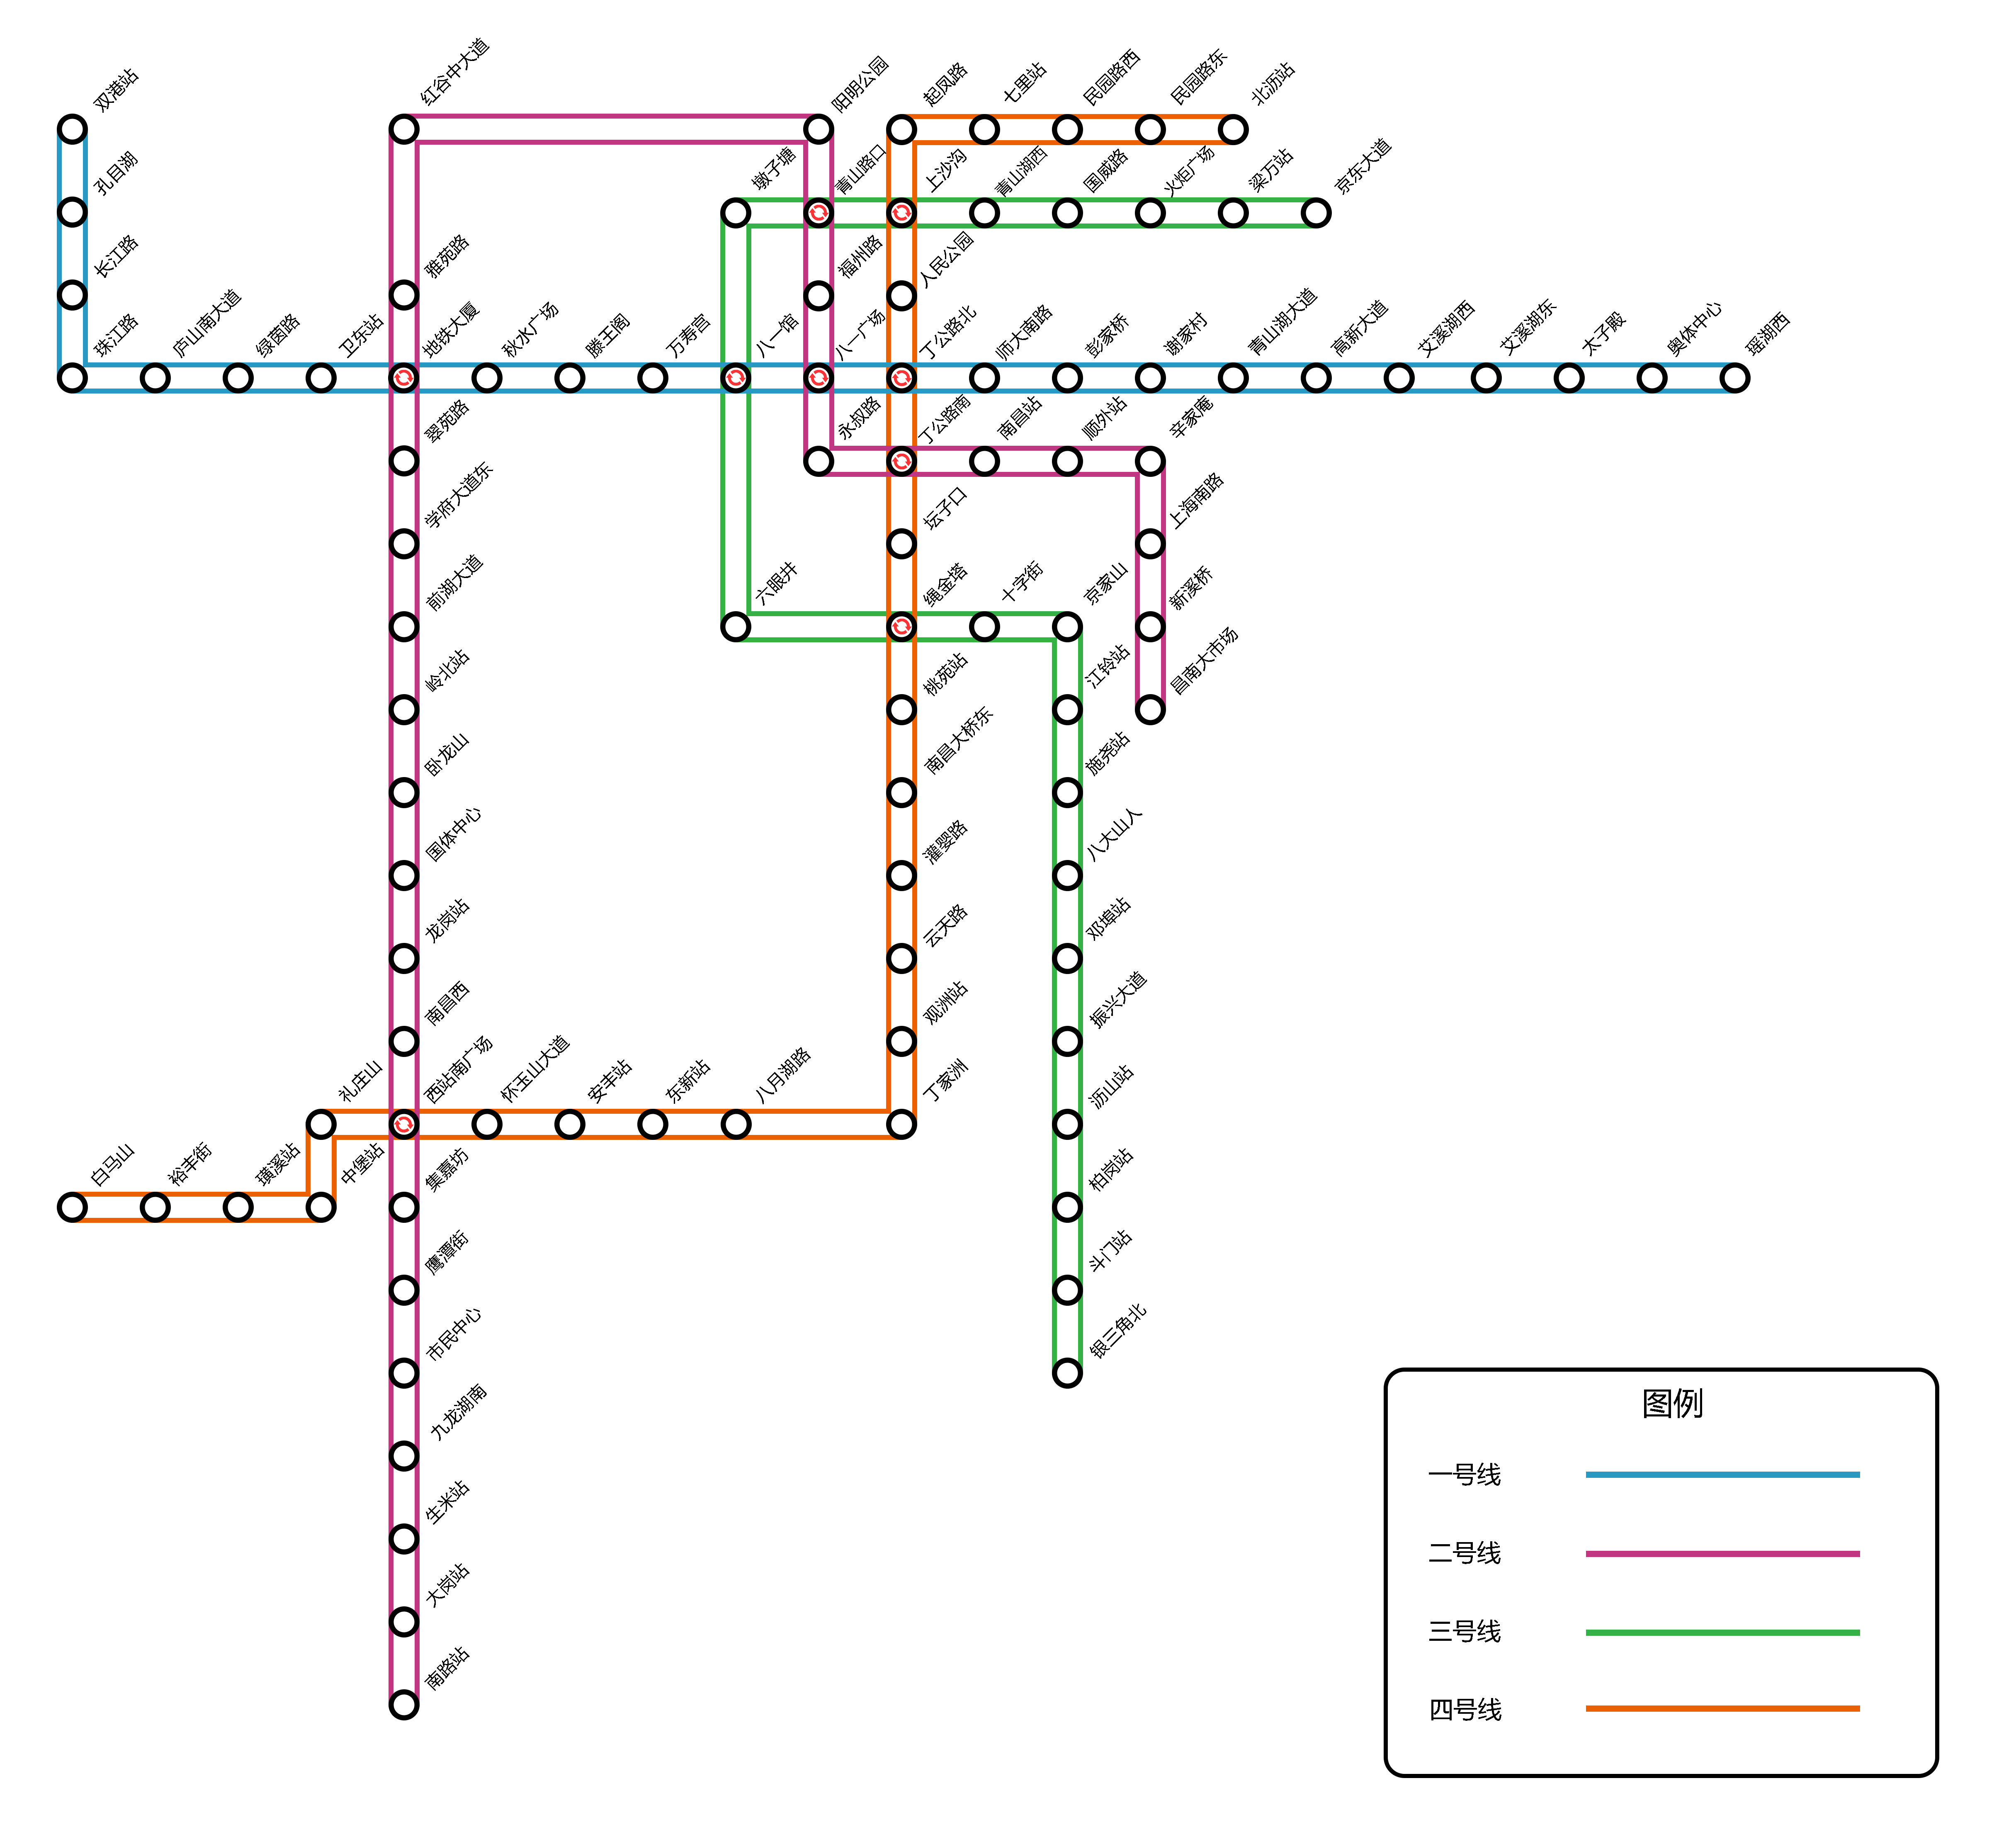 双港站
孔目湖
长江路
珠江路
庐山南大道
绿茵路
卫东站
地铁大厦
秋水广场
滕王阁
万寿宫
八一馆
八一广场
丁公路北
师大南路
彭家桥
谢家村
青山湖大道
高新大道
艾溪湖西
艾溪湖东
太子殿
奥体中心
瑶湖西
红谷中大道
阳明公园
雅苑路
青山路口
福州路
永叔路
丁公路南
南昌站
顺外站
辛家庵
上海南路
新溪桥
昌南大市场
翠苑路
学府大道东
前湖大道
岭北站
卧龙山
国体中心
龙岗站
南昌西
西站南广场
集嘉坊
鹰潭街
市民中心
九龙湖南
生米站
大岗站
南路站
起凤路
七里站
民园路西
民园路东
北沥站
墩子塘
上沙沟
青山湖西
国威路
火炬广场
梁万站
京东大道
人民公园
坛子口
六眼井
绳金塔
十字街
京家山
江铃站
施尧站
八大山人
邓埠站
振兴大道
沥山站
柏岗站
斗门站
银三角北
桃苑站
南昌大桥东
灌婴路
云天路
观洲站
丁家洲
八月湖路
东新站
安丰站
怀玉山大道
礼庄山
中堡站
璜溪站
裕丰街
白马山
图例
一号线
二号线
三号线
四号线